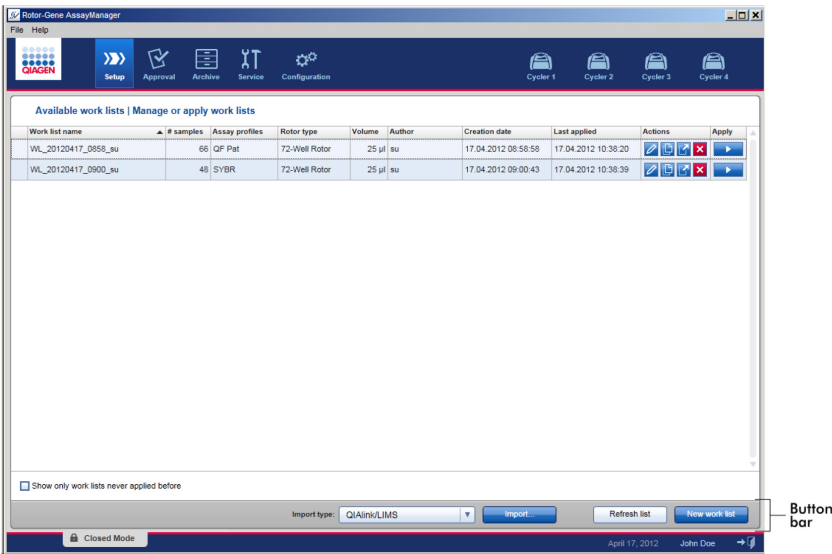 Rotor-Gene AssayManager
File Help
QIAGEN
Setup Approval Archive Service Configuration Cycler 1 Cycler 2 Cycler 3 Cycler 4
Available work lists | Manage or apply work lists
Work list name # samples Assay profiles Rotor type Volume Author Creation date Last applied Actions Apply
WL_20120417_0858_su 66 QF Pat 72-Well Rotor 25 µl su 17.04.2012 08:58:58 17.04.2012 10:38:20
WL_20120417_0900_su 48 SYBR 72-Well Rotor 25 µl su 17.04.2012 09:00:43 17.04.2012 10:38:39
Show only work lists never applied before
Import type: QIAlink/LIMS Import... Refresh list New work list
Button
bar
Closed Mode
April 17, 2012 John Doe